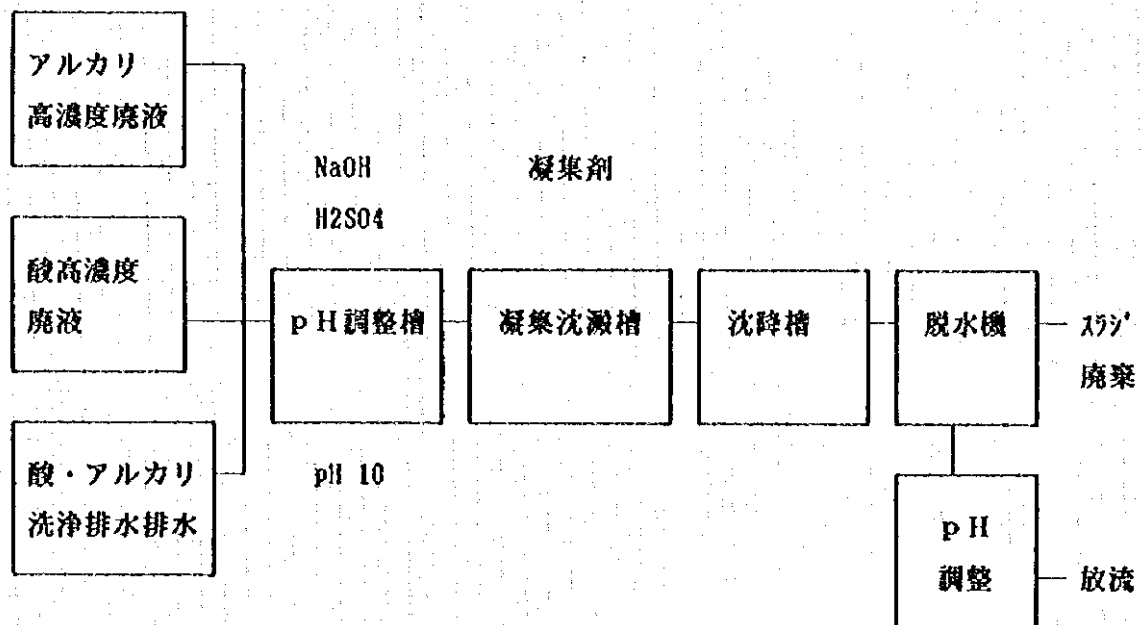 アルカリ
高濃度廃液
酸高濃度
廃液
酸・アルカリ
洗浄排水排水
NaOH
H2SO4
pH調整槽
pH 10
凝集剤
凝集沈澱槽
沈降槽
脱水機
スラジ
廃棄
pH
調整
放流